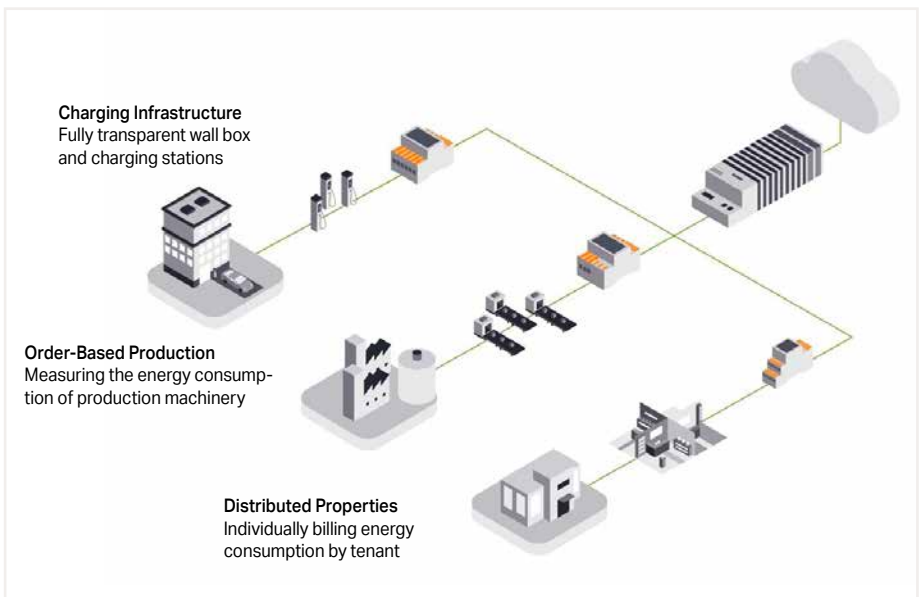 Charging Infrastructure
Fully transparent wall box
and charging stations
Order-Based Production
Measuring the energy consump-
tion of production machinery
Distributed Properties
Individually billing energy
consumption by tenant